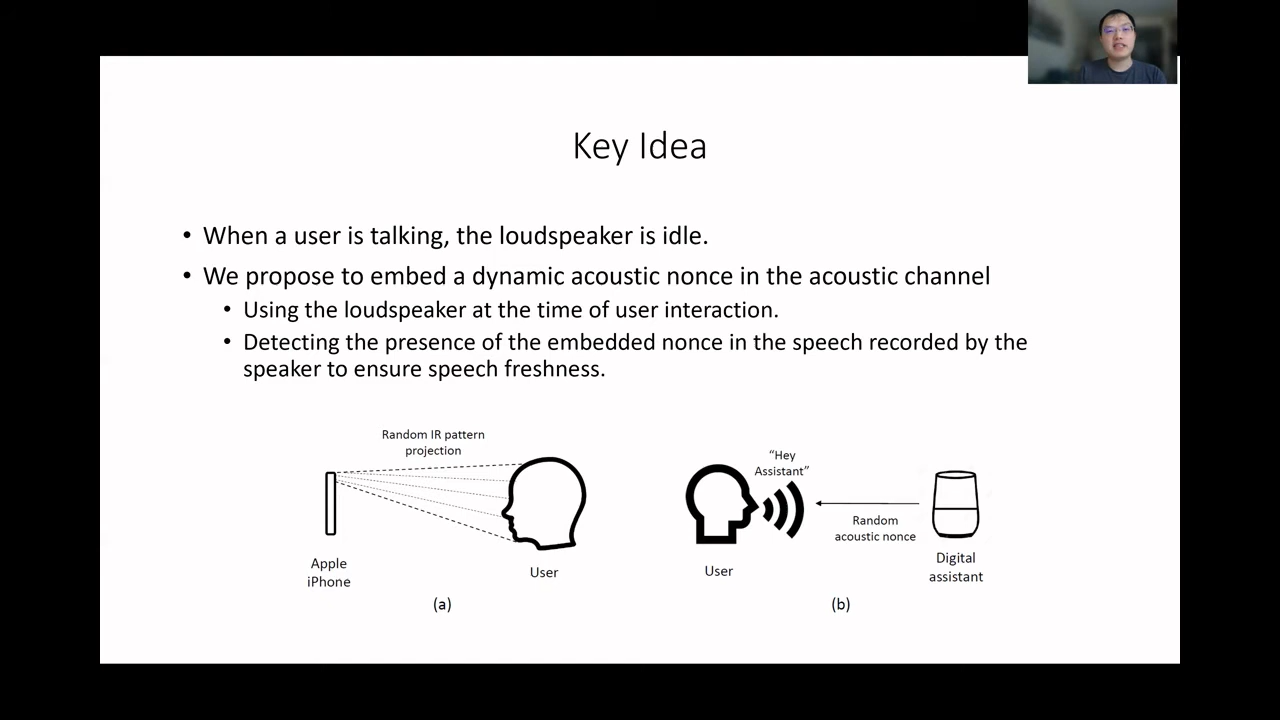 Key Idea
• When a user is talking, the loudspeaker is idle.
• We propose to embed a dynamic acoustic nonce in the acoustic channel
• Using the loudspeaker at the time of user interaction.
• Detecting the presence of the embedded nonce in the speech recorded by the
speaker to ensure speech freshness.
Random IR pattern
projection
Apple
iPhone
User
(a)
"Hey
Assistant"
Random
acoustic nonce
User
Digital
assistant
(b)